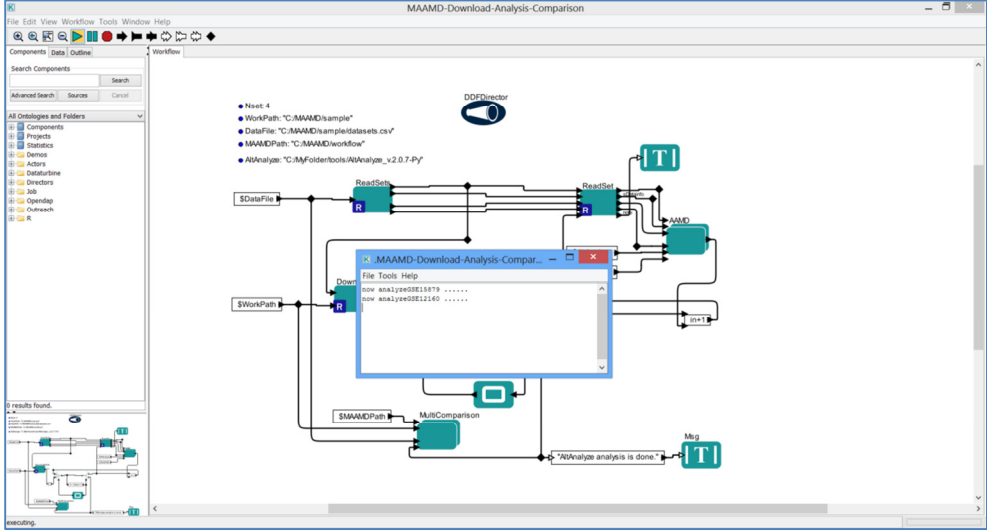 MAAMD-Download-Analysis-Comparison
File Edit View Workflow Tools Window Help
Components Data Outline
Workflow
Search Components
Search
Advanced Search Sources Cancel
All Ontologies and Folders
Components
Projects
Statistics
Demos
Actors
Dataturbine
Directors
Job
Opendap
Outreach
R
0 results found.
executing.
Nset: 4
WorkPath: "C:/MAAMD/sample"
DataFile: "C:/MAAMD/sample/datasets.csv"
MAAMDPath: "C:/MAAMD/workflow"
AltAnalyze: "C:/MyFolder/tools/AltAnalyze_v.2.0.7-Py"
DDFDirector
T
$DataFile
ReadSets
R
ReadSet
R
AAMD
Down
R
$WorkPath
in+1
.MAAMD-Download-Analysis-Compar...
File Tools Help
now analyzeGSE15879 ......
now analyzeGSE12160 ......
$MAAMDPath
MultiComparison
"AltAnalyze analysis is done."
Msg
T